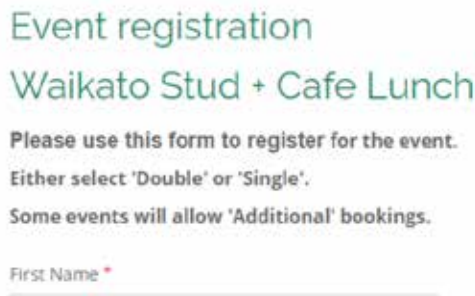 Event registration
Waikato Stud + Cafe Lunch
Please use this form to register for the event.
Either select 'Double' or 'Single'.
Some events will allow 'Additional' bookings.
First Name *